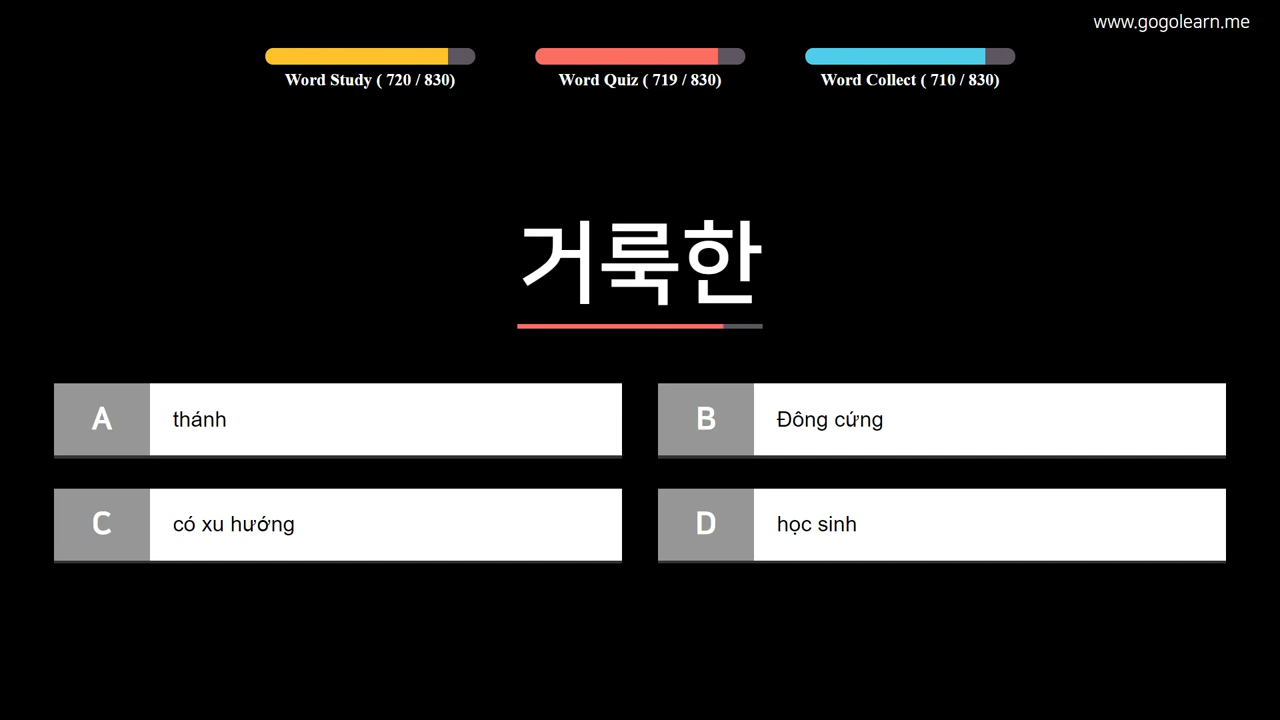 www.gogolearn.me
Word Study ( 720 / 830)
Word Quiz ( 719 / 830)
Word Collect ( 710 / 830)
거룩한
A thánh
B Đông cứng
C có xu hướng
D học sinh